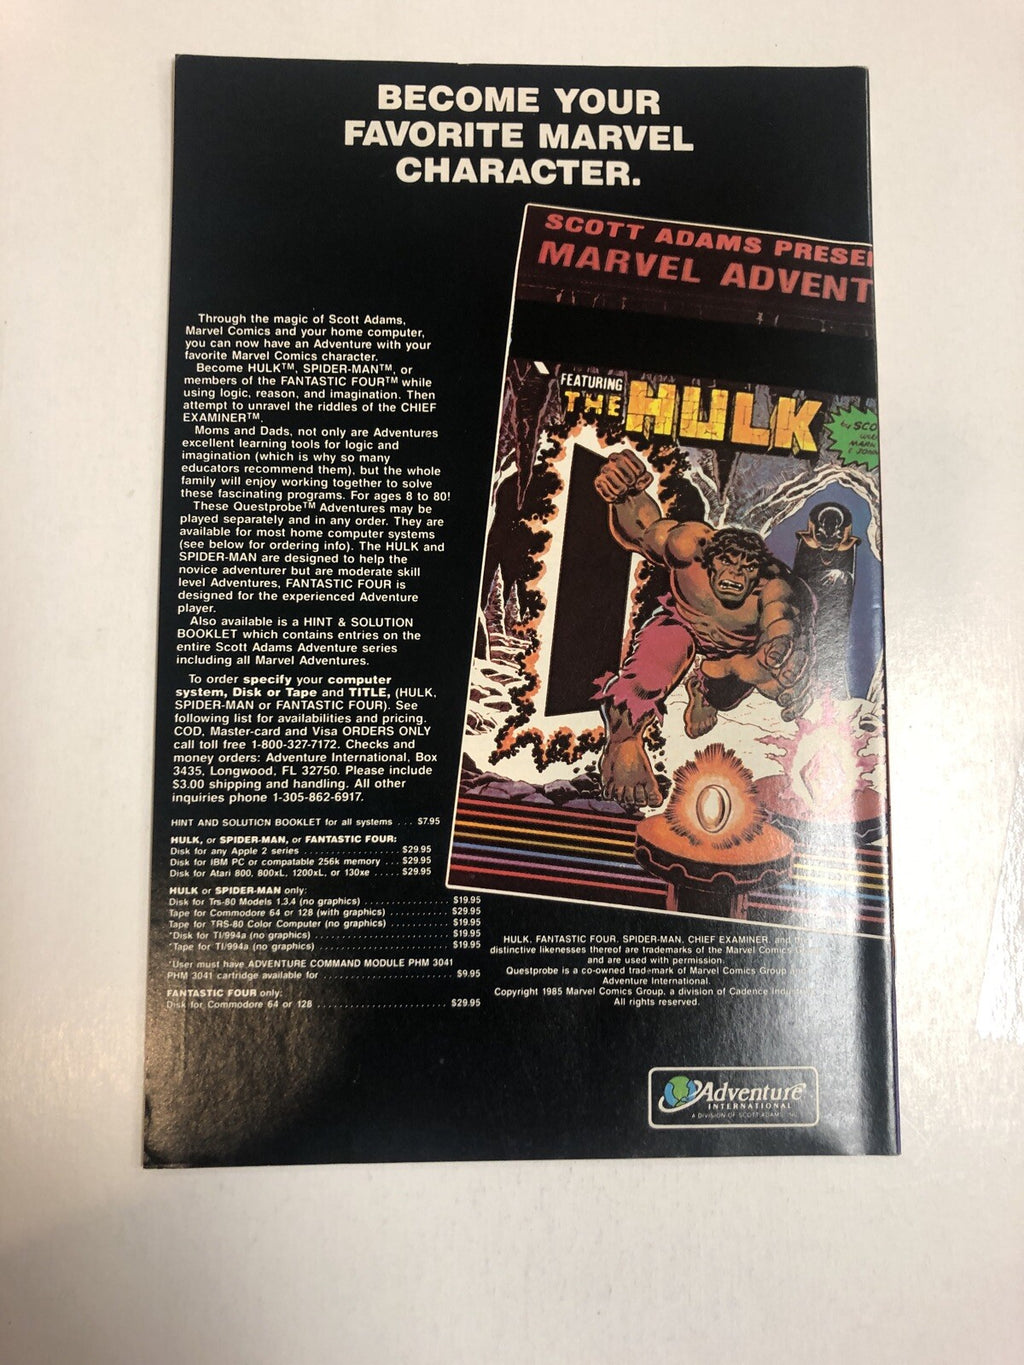 BECOME YOUR
FAVORITE MARVEL
CHARACTER.
SCOTT ADAMS PRESE
MARVEL ADVENT
FEATURING
THE HULK
by SCO
MARK
Through the magic of Scott Adams,
Marvel Comics and your home computer,
you can now have an Adventure with your
favorite Marvel Comics character.
Become HULK™, SPIDER-MAN™, or
members of the FANTASTIC FOUR™ while
using logic, reason, and imagination. Then
attempt to unravel the riddles of the CHIEF
EXAMINER™.
Moms and Dads, not only are Adventures
excellent learning tools for logic and
imagination (which is why so many
educators recommend them), but the whole
family will enjoy working together to solve
these fascinating programs. For ages 8 to 80!
These Questprobe™ Adventures may be
played separately and in any order. They are
available for most home computer systems
(see below for ordering info). The HULK and
SPIDER-MAN are designed to help the
novice adventurer but are moderate skill
level Adventures, FANTASTIC FOUR is
designed for the experienced Adventure
player.
Also available is a HINT & SOLUTION
BOOKLET which contains entries on the
entire Scott Adams Adventure series
including all Marvel Adventures.
To order specify your computer
system, Disk or Tape and TITLE, (HULK,
SPIDER-MAN or FANTASTIC FOUR). See
following list for availabilities and pricing.
COD, Master-card and Visa ORDERS ONLY
call toll free 1-800-327-7172. Checks and
money orders: Adventure International, Box
3435, Longwood, FL 32750. Please include
$3.00 shipping and handling. All other
inquiries phone 1-305-862-6917.
HINT AND SOLUTION BOOKLET for all systems ... $7.95
HULK, or SPIDER-MAN, or FANTASTIC FOUR:
Disk for any Apple 2 series .................... $29.95
Disk for IBM PC or compatable 256k memory ... $29.95
Disk for Atari 800, 800xL, 1200xL, or 130xe ..... $29.95
HULK or SPIDER-MAN only:
Disk for Trs-80 Models 1.3.4 (no graphics) ................ $19.95
Tape for Commodore 64 or 128 (with graphics) ........... $29.95
Tape for TRS-80 Color Computer (no graphics) ........... $19.95
*Disk for TI/994a (no graphics) .......................... $19.95
*Tape for TI/994a (no graphics) .......................... $19.95
*User must have ADVENTURE COMMAND MODULE PHM 3041
PHM 3041 cartridge available for ......................... $9.95
FANTASTIC FOUR only:
Disk for Commodore 64 or 128 .......................... $29.95
HULK, FANTASTIC FOUR, SPIDER-MAN, CHIEF EXAMINER, and
distinctive likenesses thereof are trademarks of the Marvel Comics
and are used with permission.
Questprobe is a co-owned trademark of Marvel Comics Group
Adventure International.
Copyright 1985 Marvel Comics Group, a division of Cadence
All rights reserved.
Adventure
INTERNATIONAL
A DIVISION OF SCOTT ADAMS, INC.